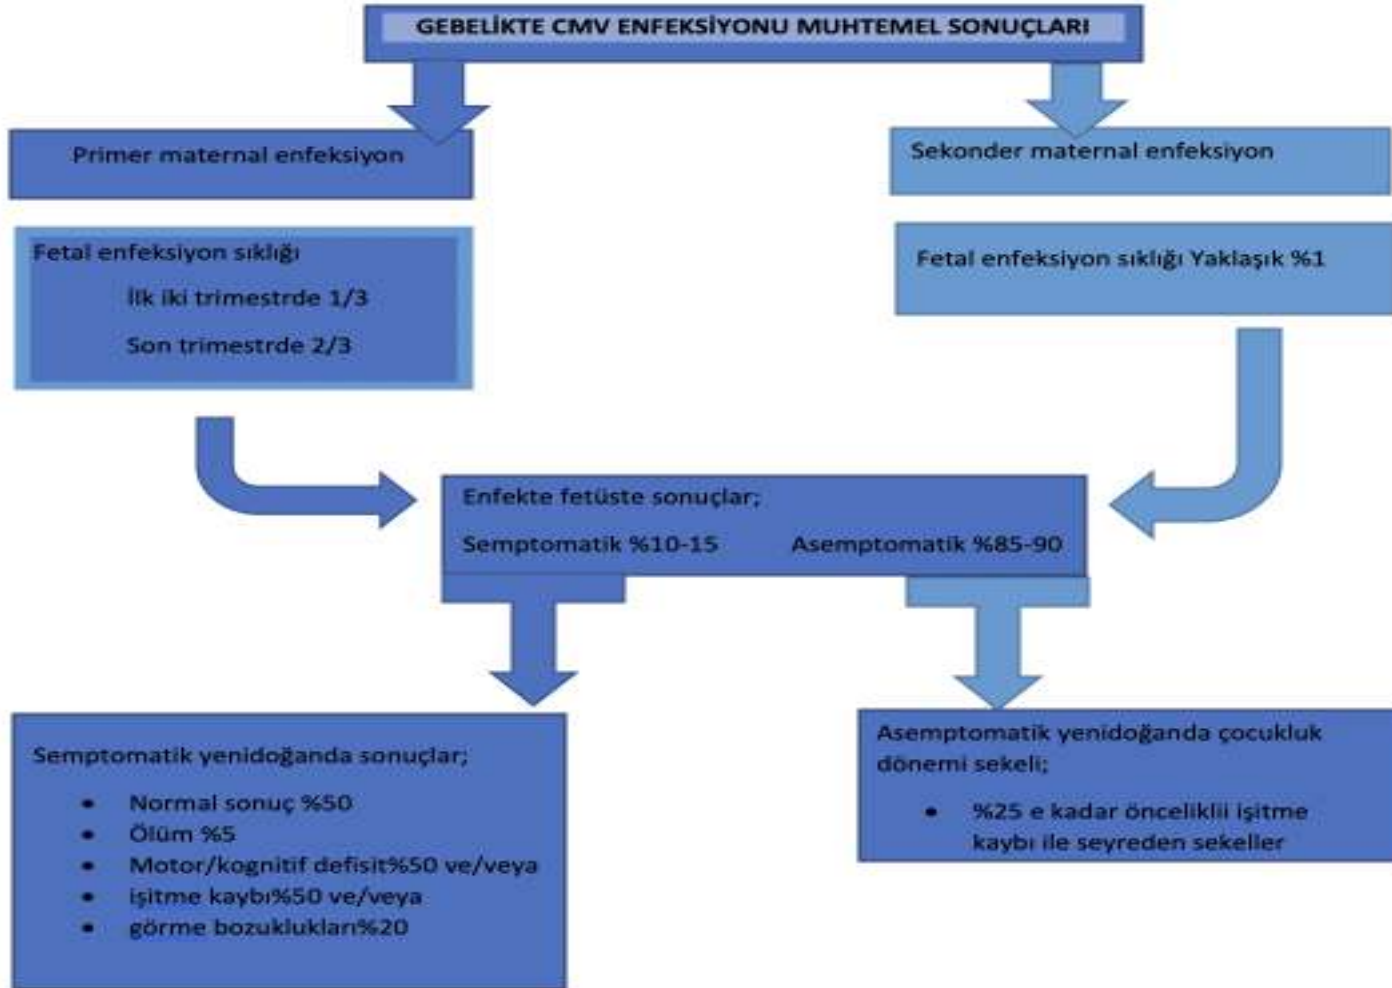 GEBELİKTE CMV ENFEKSİYONU MUHTEMEL SONUÇLARI
Primer maternal enfeksiyon
Sekonder maternal enfeksiyon
Fetal enfeksiyon sıklığı
İlk iki trimestrde 1/3
Son trimestrde 2/3
Fetal enfeksiyon sıklığı Yaklaşık %1
Enfekte fetüste sonuçlar;
Semptomatik %10-15 Asemptomatik %85-90
Semptomatik yenidoğanda sonuçlar;
• Normal sonuç %50
• Ölüm %5
• Motor/kognitif defisit%50 ve/veya
• işitme kaybı%50 ve/veya
• görme bozuklukları%20
Asemptomatik yenidoğanda çocukluk
dönemi sekeli;
• %25 e kadar önceliklii işitme
kaybı ile seyreden sekeller